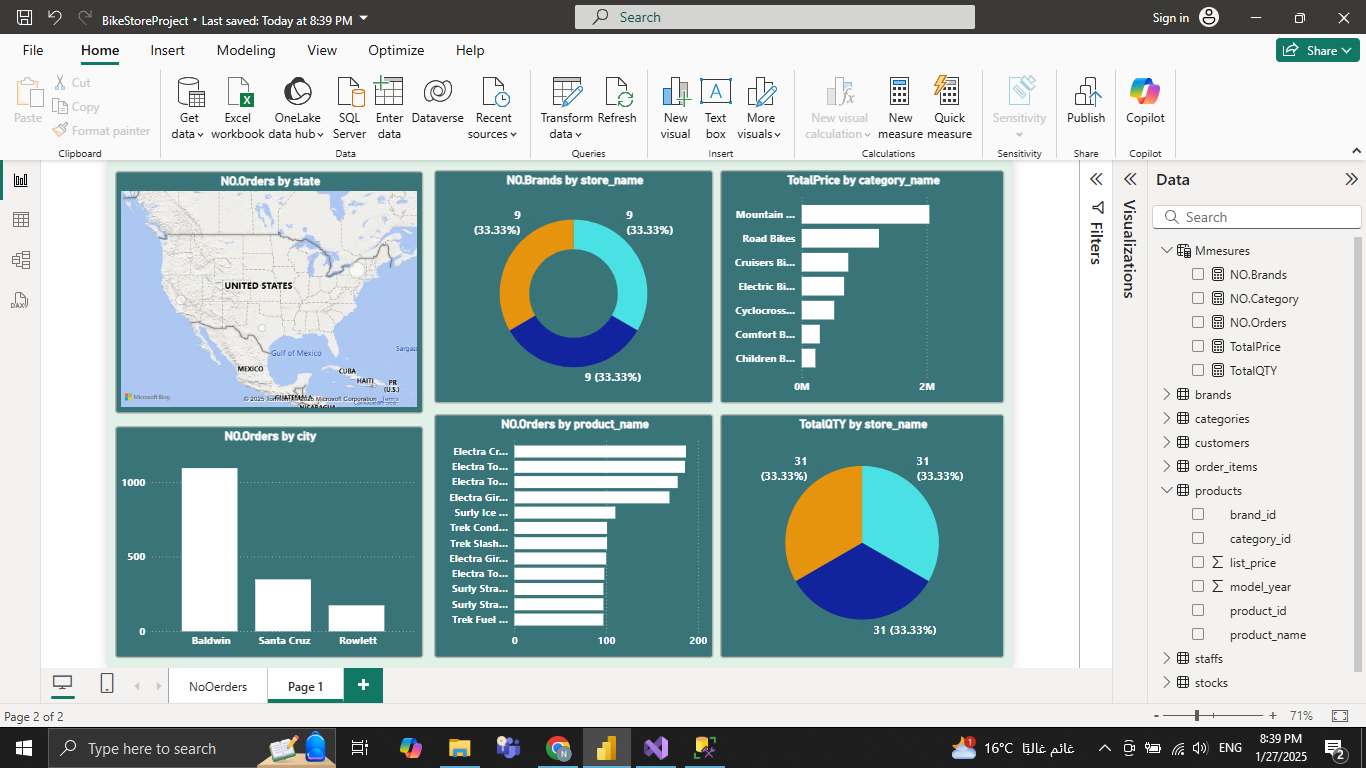 BikeStoreProject • Last saved: Today at 8:39 PM
Search
Sign in
File Home Insert Modeling View Optimize Help
Share
Paste
Cut
Copy
Format painter
Clipboard
Get data
Excel workbook
OneLake data hub
SQL Server
Enter data
Dataverse
Recent sources
Data
Transform data
Refresh
Queries
New visual
Text box
More visuals
Insert
New visual calculation
New measure
Quick measure
Calculations
Sensitivity
Sensitivity
Publish
Share
Copilot
Copilot
NO.Orders by state
UNITED STATES
Gulf of Mexico
MEXICO
CUBA
HAITI
PR
(U.S.)
Sargass
GUATEMALA
NICARAGUA
Caribbean Sea
Microsoft Bing
© 2025 TomTom, © 2025 Microsoft Corporation Terms
NO.Brands by store_name
9
(33.33%)
9
(33.33%)
9 (33.33%)
TotalPrice by category_name
Mountain ...
Road Bikes
Cruisers Bi...
Electric Bi...
Cyclocross...
Comfort B...
Children B...
0M 2M
NO.Orders by city
1000
500
0
Baldwin Santa Cruz Rowlett
NO.Orders by product_name
Electra Cr...
Electra To...
Electra To...
Electra Gir...
Surly Ice ...
Trek Cond...
Trek Slash...
Electra Gir...
Electra To...
Surly Stra...
Surly Stra...
Trek Fuel ...
0 100 200
TotalQTY by store_name
31
(33.33%)
31
(33.33%)
31 (33.33%)
Filters
Visualizations
Data
Search
Mmesures
NO.Brands
NO.Category
NO.Orders
TotalPrice
TotalQTY
brands
categories
customers
order_items
products
brand_id
category_id
list_price
model_year
product_id
product_name
staffs
stocks
NoOerders
Page 1
Page 2 of 2
- + 71%
Type here to search
16°C غائم غالبًا
ENG
8:39 PM
1/27/2025
2